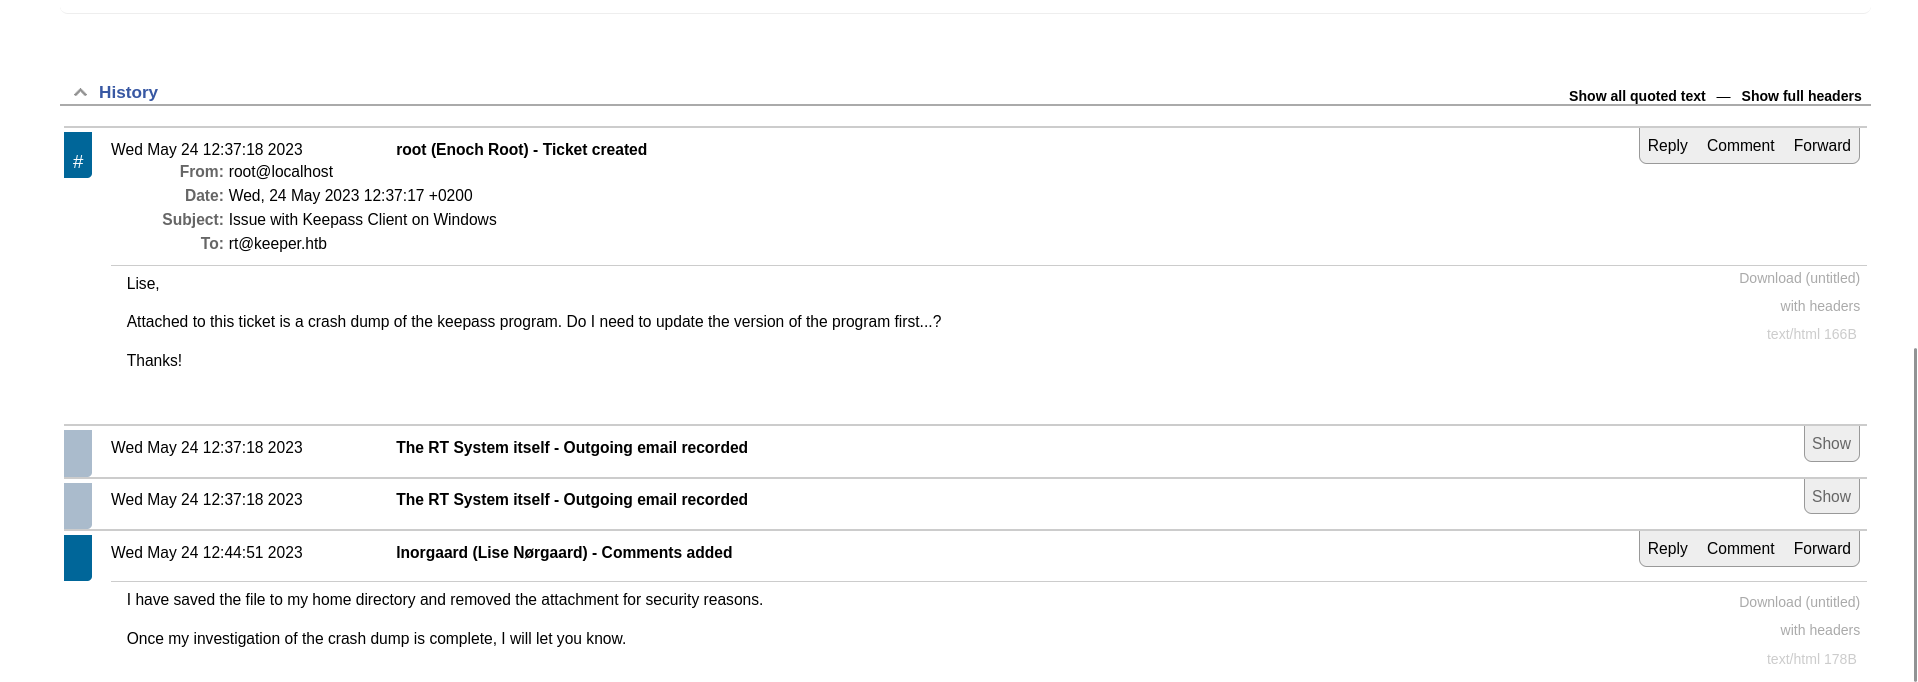 History
Show all quoted text — Show full headers
# Wed May 24 12:37:18 2023 root (Enoch Root) - Ticket created Reply Comment Forward
From: root@localhost
Date: Wed, 24 May 2023 12:37:17 +0200
Subject: Issue with Keepass Client on Windows
To: rt@keeper.htb
Lise,
Download (untitled)
with headers
Attached to this ticket is a crash dump of the keepass program. Do I need to update the version of the program first...?
text/html 166B
Thanks!
Wed May 24 12:37:18 2023 The RT System itself - Outgoing email recorded Show
Wed May 24 12:37:18 2023 The RT System itself - Outgoing email recorded Show
Wed May 24 12:44:51 2023 lnorgaard (Lise Nørgaard) - Comments added Reply Comment Forward
I have saved the file to my home directory and removed the attachment for security reasons.
Download (untitled)
with headers
Once my investigation of the crash dump is complete, I will let you know.
text/html 178B